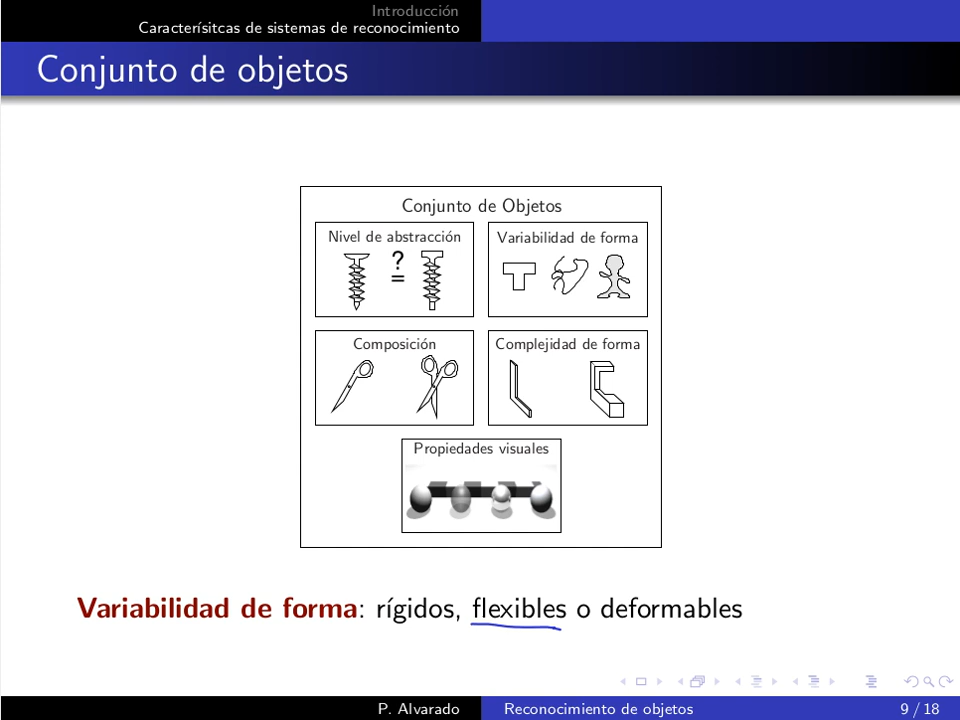 Introducción
Caracterísitcas de sistemas de reconocimiento
Conjunto de objetos
Conjunto de Objetos
Nivel de abstracción
?
=
Variabilidad de forma
Composición
Complejidad de forma
Propiedades visuales
Variabilidad de forma: rígidos, flexibles o deformables
P. Alvarado
Reconocimiento de objetos
9 / 18